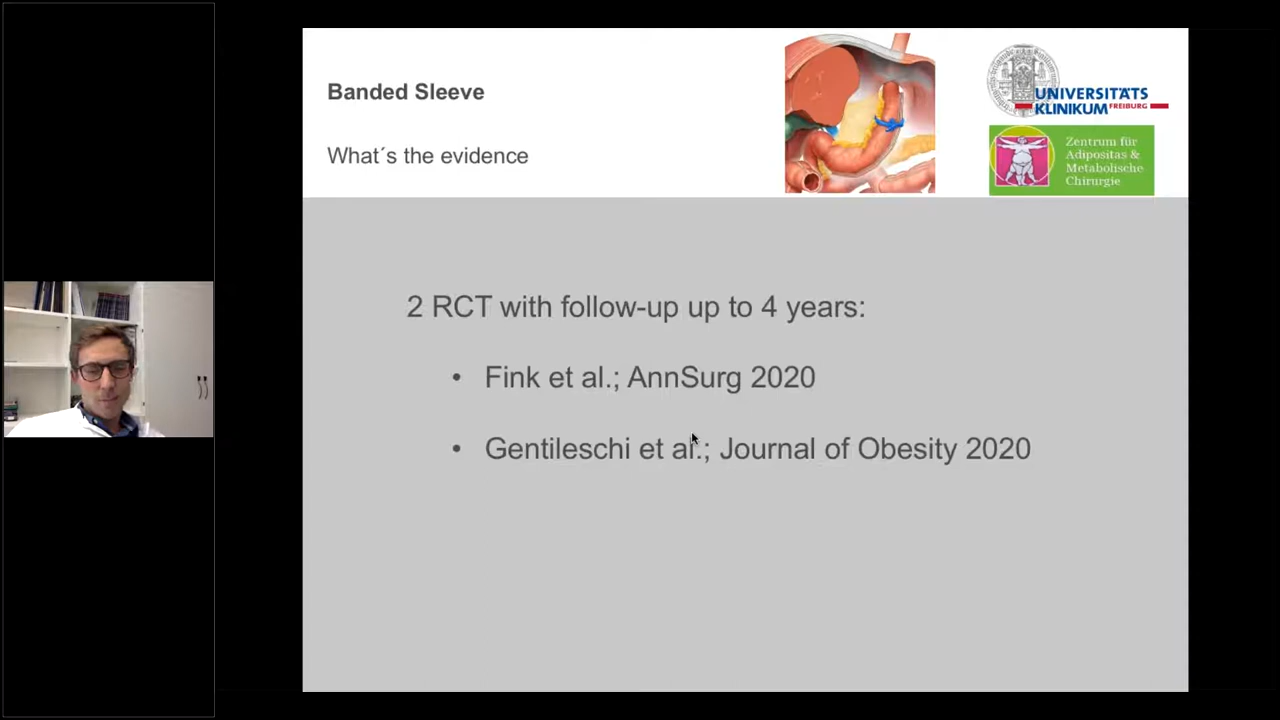 Banded Sleeve
What´s the evidence
UNIVERSITÄTS
KLINIKUM FREIBURG
Zentrum für
Adipositas &
Metabolische
Chirurgie
2 RCT with follow-up up to 4 years:
• Fink et al.; AnnSurg 2020
• Gentileschi et al.; Journal of Obesity 2020